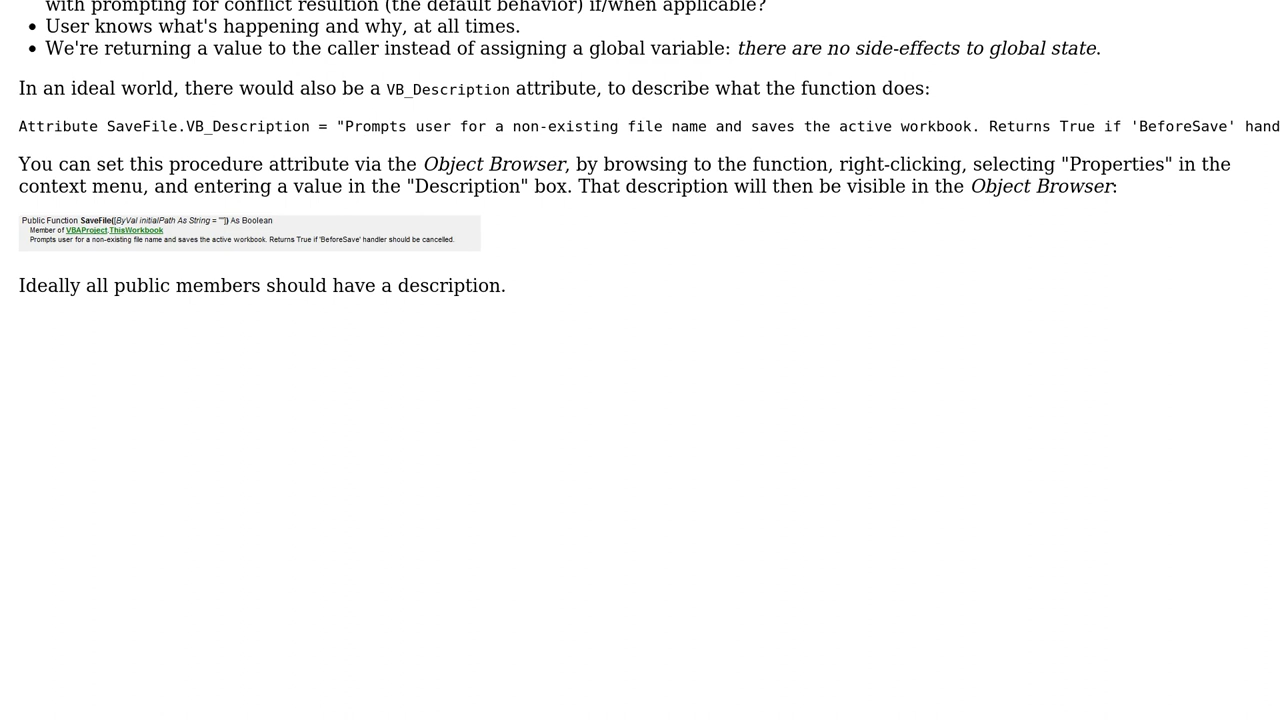 with prompting for conflict resultion (the default behavior) if/when applicable?
• User knows what's happening and why, at all times.
• We're returning a value to the caller instead of assigning a global variable: there are no side-effects to global state.
In an ideal world, there would also be a VB_Description attribute, to describe what the function does:
Attribute SaveFile.VB_Description = "Prompts user for a non-existing file name and saves the active workbook. Returns True if 'BeforeSave' hand
You can set this procedure attribute via the Object Browser, by browsing to the function, right-clicking, selecting "Properties" in the
context menu, and entering a value in the "Description" box. That description will then be visible in the Object Browser:
Public Function SaveFile([ByVal initialPath As String = ""]) As Boolean
Member of VBAProject.ThisWorkbook
Prompts user for a non-existing file name and saves the active workbook. Returns True if 'BeforeSave' handler should be cancelled.
Ideally all public members should have a description.